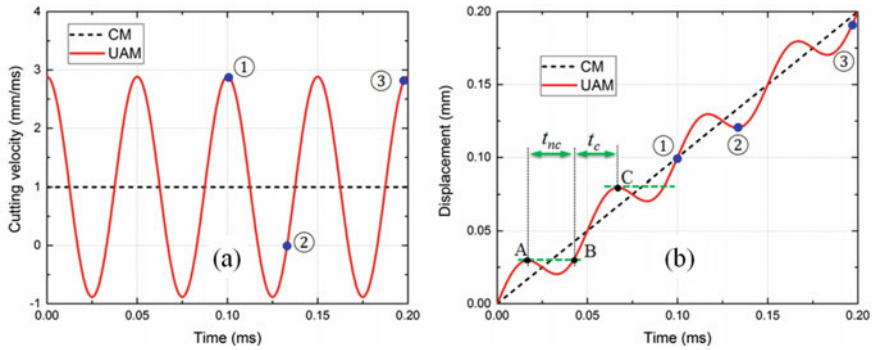 4
3
2
1
0
-1
Cutting velocity (mm/ms)
CM
UAM
①
②
③
(a)
0.00 0.05 0.10 0.15 0.20
Time (ms)
0.20
0.15
0.10
0.05
0.00
Displacement (mm)
CM
UAM
tnc tc
A
B
C
①
②
③
(b)
0.00 0.05 0.10 0.15 0.20
Time (ms)